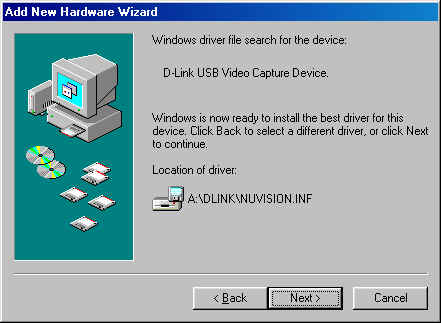 Add New Hardware Wizard
Windows driver file search for the device:
D-Link USB Video Capture Device.
Windows is now ready to install the best driver for this
device. Click Back to select a different driver, or click Next
to continue.
Location of driver:
A:\DLINK\NUVISION.INF
< Back
Next >
Cancel